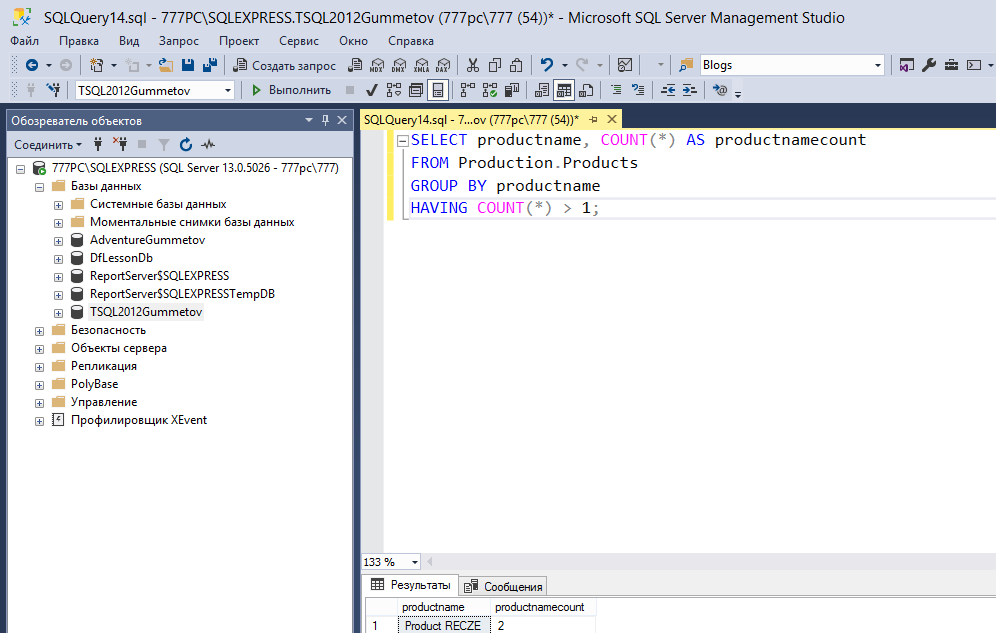 SQLQuery14.sql - 777PC\SQLEXPRESS.TSQL2012Gummetov (777pc\777 (54))* - Microsoft SQL Server Management Studio
Файл Правка Вид Запрос Проект Сервис Окно Справка
Создать запрос MDX DMX XMLA DAX Blogs
TSQL2012Gummetov Выполнить
Обозреватель объектов
SQLQuery14.sql - 7...ov (777pc\777 (54))*
Соединить
777PC\SQLEXPRESS (SQL Server 13.0.5026 - 777pc\777)
Базы данных
Системные базы данных
Моментальные снимки базы данных
AdventureGummetov
DfLessonDb
ReportServer$SQLEXPRESS
ReportServer$SQLEXPRESSTempDB
TSQL2012Gummetov
Безопасность
Объекты сервера
Репликация
PolyBase
Управление
Профилировщик XEvent
SELECT productname, COUNT(*) AS productnamecount
FROM Production.Products
GROUP BY productname
HAVING COUNT(*) > 1;
133 %
Результаты Сообщения
productname productnamecount
1 Product RECZE 2